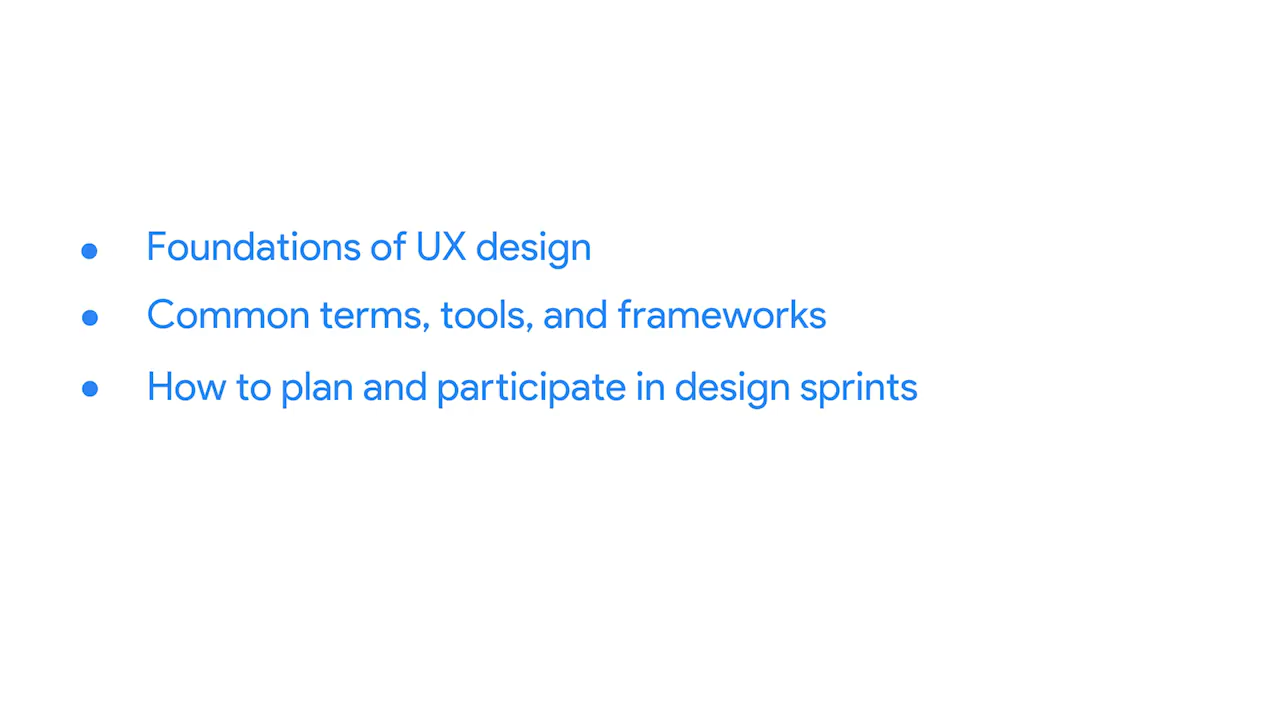 • Foundations of UX design
• Common terms, tools, and frameworks
• How to plan and participate in design sprints